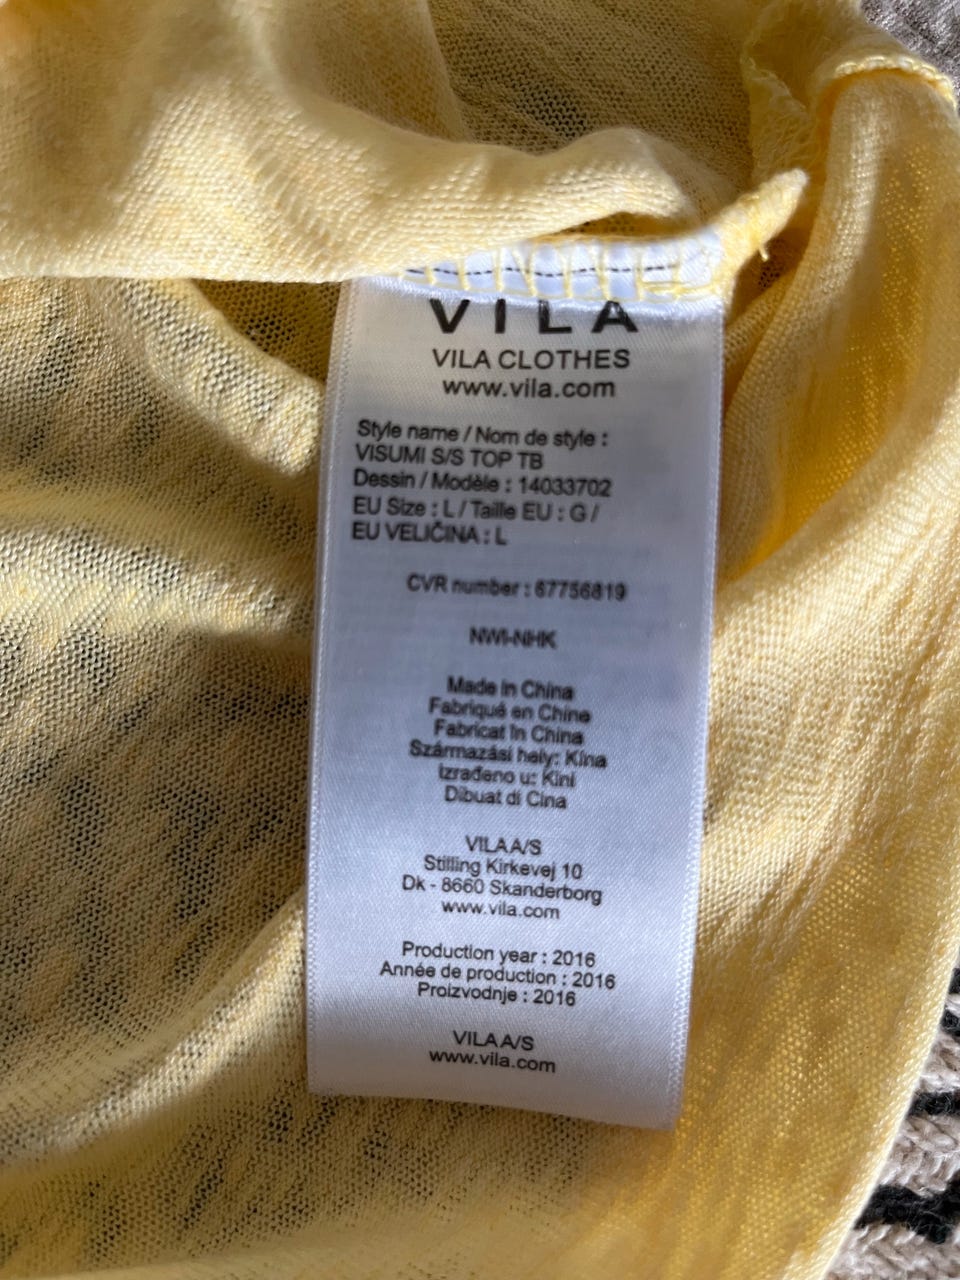 VILA
VILA CLOTHES
www.vila.com
Style name / Nom de style :
VISUMI S/S TOP TB
Dessin / Modèle : 14033702
EU Size : L / Taille EU : G /
EU VELIČINA : L
CVR number : 67756819
NWI-NHK
Made in China
Fabriqué en Chine
Fabricat în China
Származási hely: Kína
Izrađeno u: Kini
Dibuat di Cina
VILA A/S
Stilling Kirkevej 10
Dk - 8660 Skanderborg
www.vila.com
Production year : 2016
Année de production : 2016
Proizvodnje : 2016
VILA A/S
www.vila.com